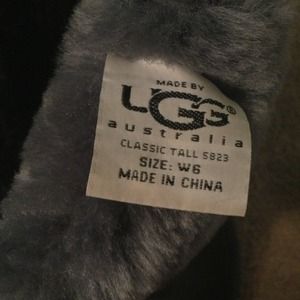 MADE BY
UGG®
australia
CLASSIC TALL 5823
SIZE: W6
MADE IN CHINA